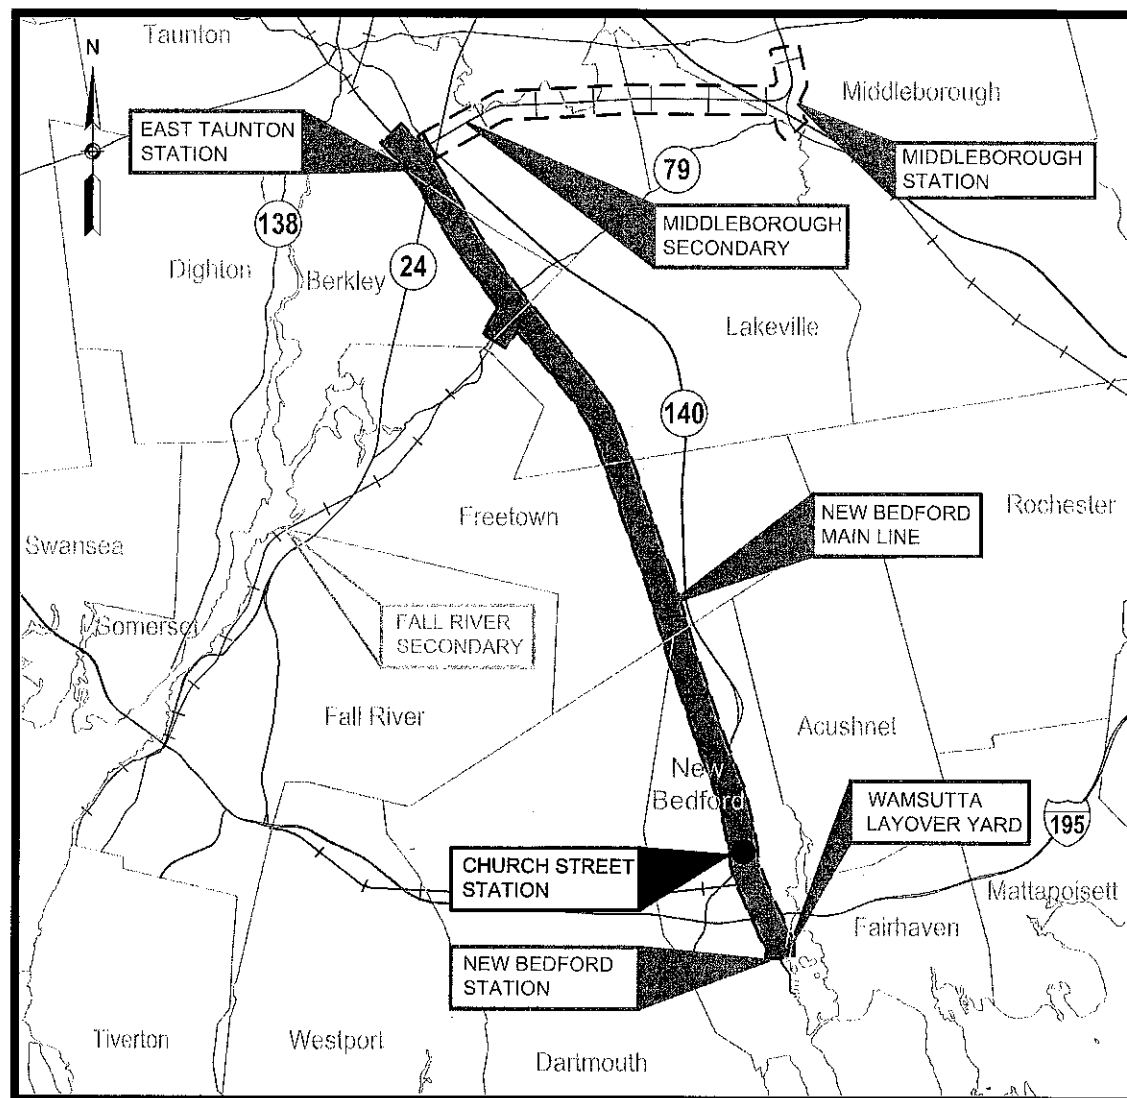 Taunton
N
Middleborough
EAST TAUNTON
STATION
MIDDLEBOROUGH
STATION
79
138
MIDDLEBOROUGH
SECONDARY
24
Dighton
Berkley
Lakeville
140
NEW BEDFORD
MAIN LINE
Rochester
Freetown
Swansea
Somerset
FALL RIVER
SECONDARY
Fall River
Acushnet
New
Bedford
WAMSUTTA
LAYOVER YARD
195
CHURCH STREET
STATION
Mattapoisett
Fairhaven
NEW BEDFORD
STATION
Tiverton
Westport
Dartmouth